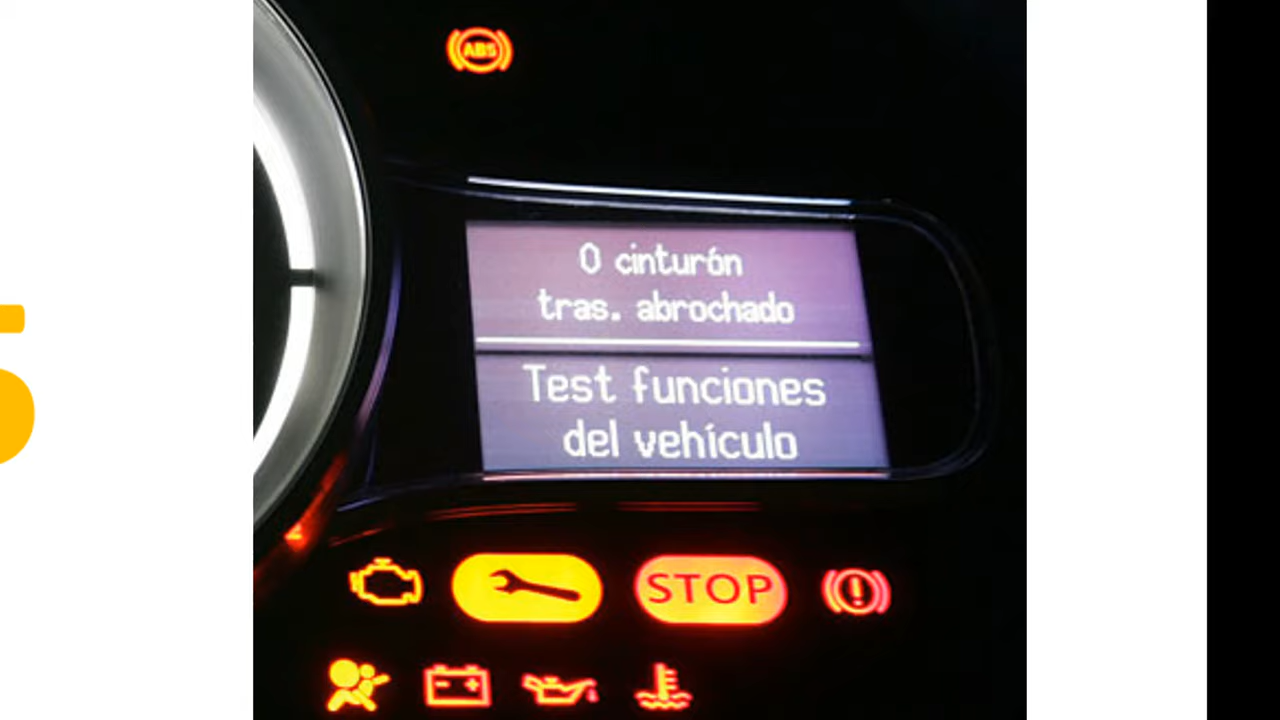 ABS
0 cinturón
tras. abrochado
Test funciones
del vehículo
STOP